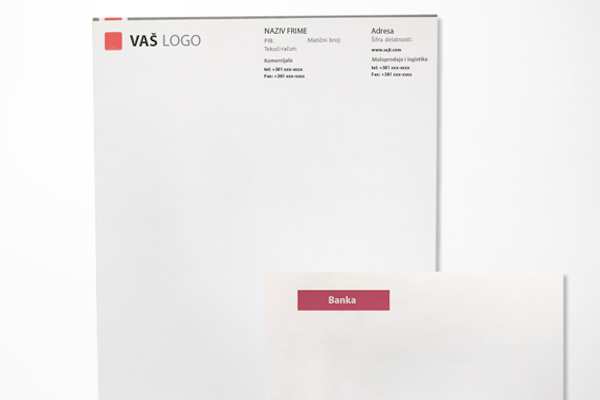 VAŠ LOGO
NAZIV FRIME
PIB:
Matični broj:
Tekući račun:
Komercijala
tel: +381 xxx-xxxx
Fax: +381 xxx-xxxx
Adresa
Šifra delatnosti:
www.sajt.com
Maloprodaja i logistika
tel: +381 xxx-xxxx
Fax: +381 xxx-xxxx
Banka